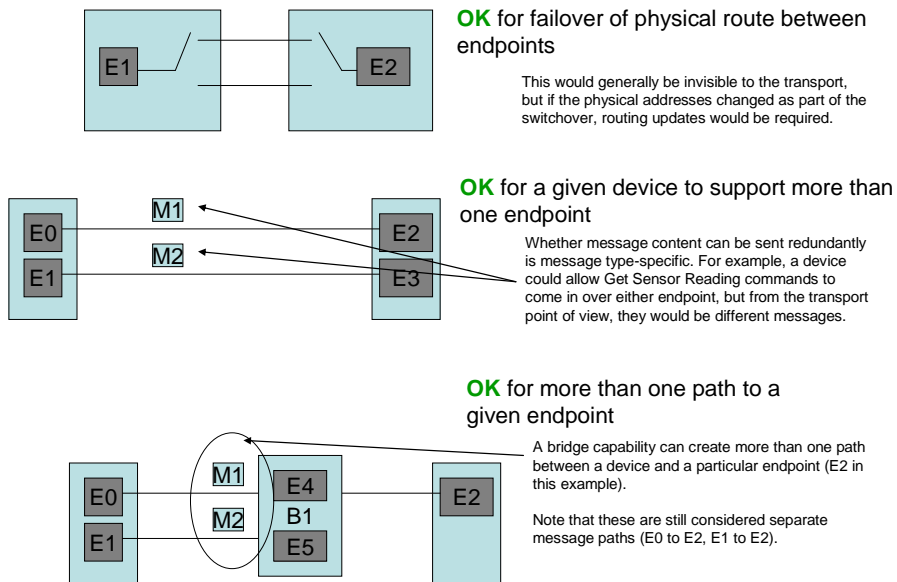 OK for failover of physical route between
endpoints
E1
E2
This would generally be invisible to the transport,
but if the physical addresses changed as part of the
switchover, routing updates would be required.
OK for a given device to support more than
one endpoint
M1
E0
E2
M2
E1
E3
Whether message content can be sent redundantly
is message type-specific. For example, a device
could allow Get Sensor Reading commands to
come in over either endpoint, but from the transport
point of view, they would be different messages.
OK for more than one path to a
given endpoint
A bridge capability can create more than one path
between a device and a particular endpoint (E2 in
this example).
Note that these are still considered separate
message paths (E0 to E2, E1 to E2).
M1
E0
E4
E2
M2
B1
E1
E5